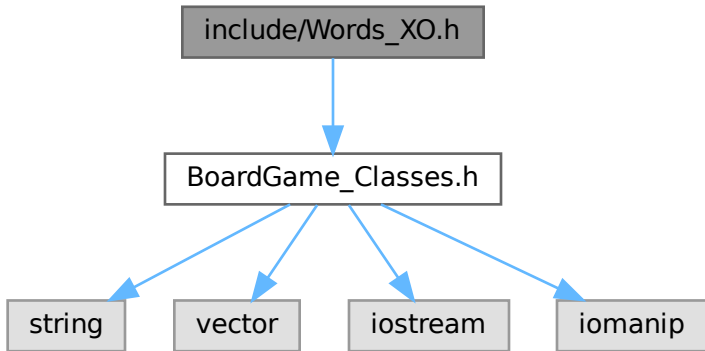 include/Words_XO.h
BoardGame_Classes.h
string
vector
iostream
iomanip